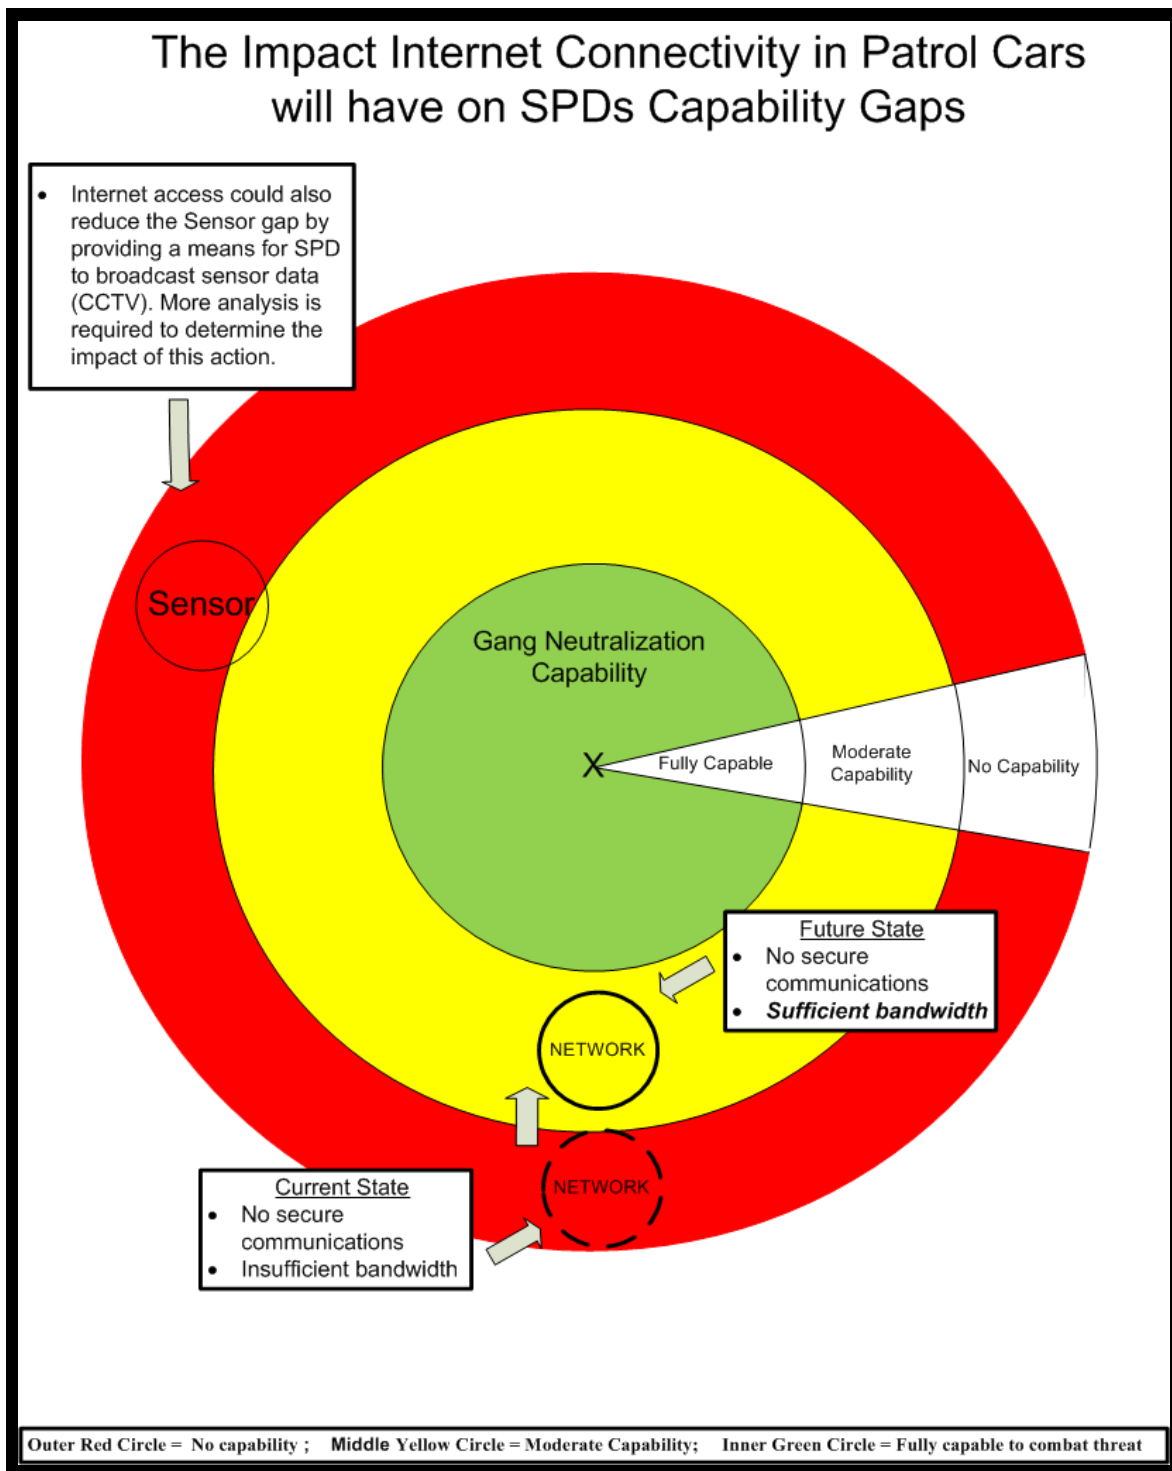 The Impact Internet Connectivity in Patrol Cars
will have on SPDs Capability Gaps
• Internet access could also
reduce the Sensor gap by
providing a means for SPD
to broadcast sensor data
(CCTV). More analysis is
required to determine the
impact of this action.
Sensor
Gang Neutralization
Capability
X
Fully Capable
Moderate
Capability
No Capability
Future State
• No secure
communications
• Sufficient bandwidth
NETWORK
NETWORK
Current State
• No secure
communications
• Insufficient bandwidth
Outer Red Circle = No capability ; Middle Yellow Circle = Moderate Capability; Inner Green Circle = Fully capable to combat threat